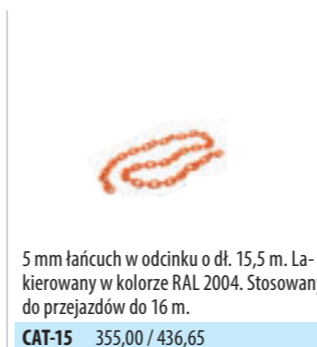 5 mm łańcuch w odcinku o dł. 15,5 m. La-
kierowany w kolorze RAL 2004. Stosowany
do przejazdów do 16 m.
CAT-15 355,00 / 436,65